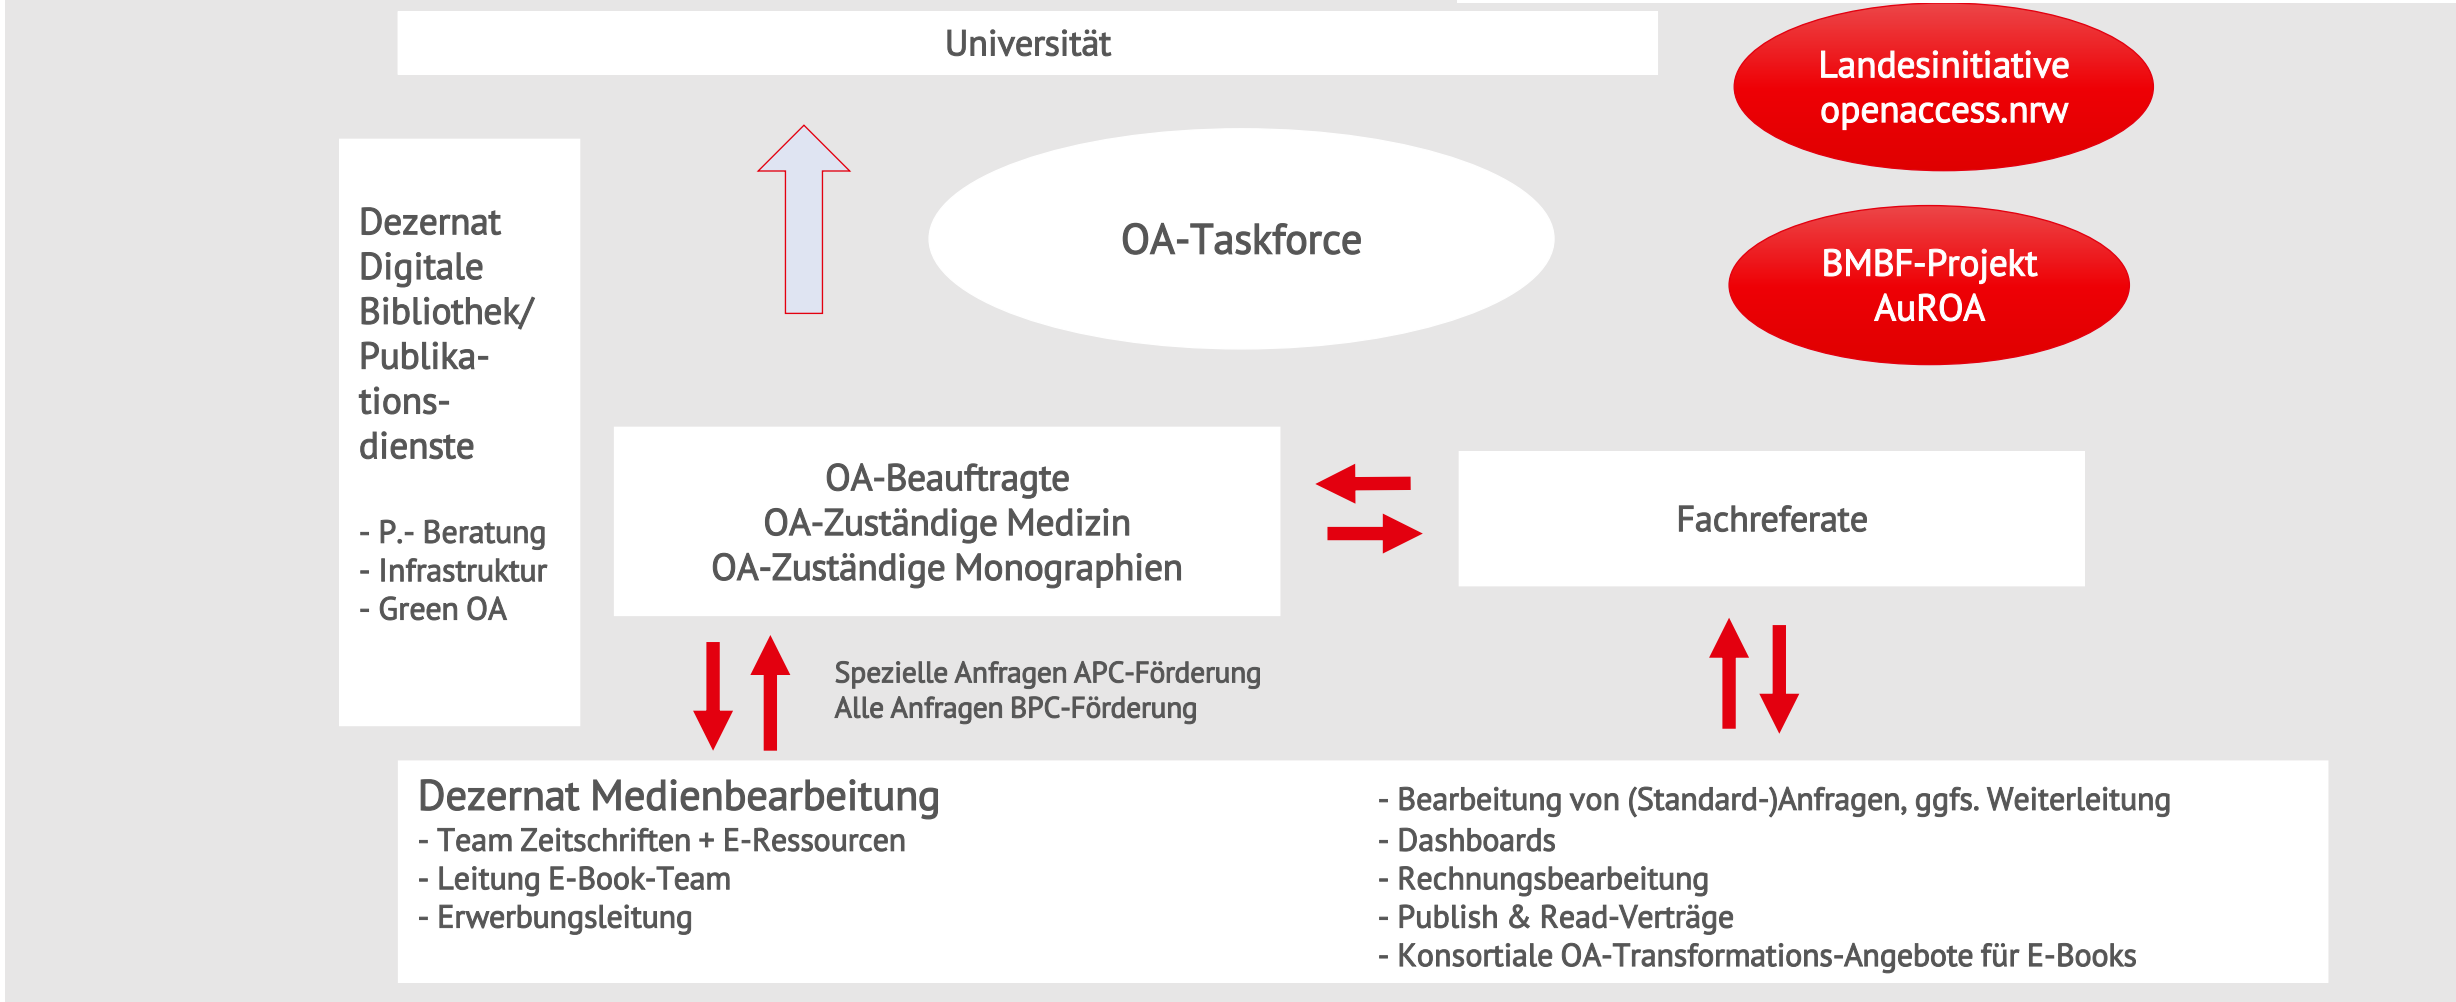 Universität
Landesinitiative
openaccess.nrw
Dezernat
Digitale
Bibliothek/
Publika-
tions-
dienste
- P.- Beratung
- Infrastruktur
- Green OA
OA-Taskforce
BMBF-Projekt
AuROA
OA-Beauftragte
OA-Zuständige Medizin
OA-Zuständige Monographien
Fachreferate
Spezielle Anfragen APC-Förderung
Alle Anfragen BPC-Förderung
Dezernat Medienbearbeitung
- Team Zeitschriften + E-Ressourcen
- Leitung E-Book-Team
- Erwerbungsleitung
- Bearbeitung von (Standard-)Anfragen, ggfs. Weiterleitung
- Dashboards
- Rechnungsbearbeitung
- Publish & Read-Verträge
- Konsortiale OA-Transformations-Angebote für E-Books